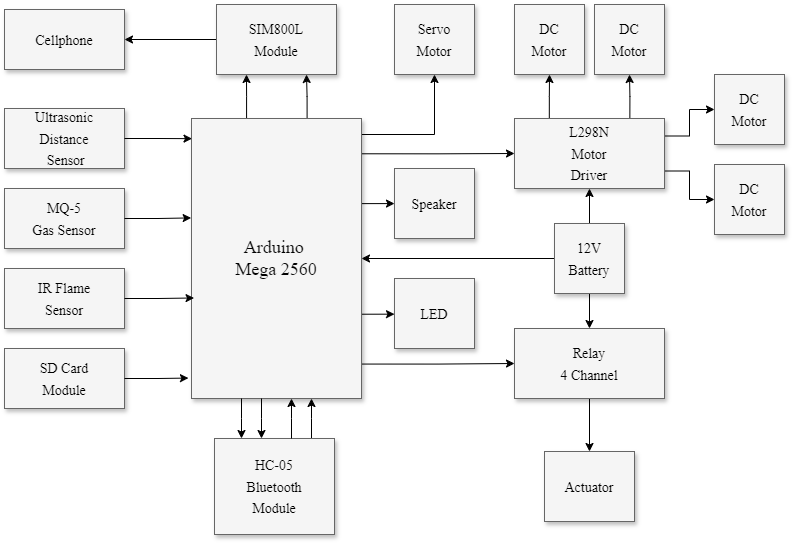 Cellphone
SIM800L
Module
Servo
Motor
DC
Motor
DC
Motor
DC
Motor
Ultrasonic
Distance
Sensor
L298N
Motor
Driver
MQ-5
Gas Sensor
Speaker
DC
Motor
Arduino
Mega 2560
12V
Battery
IR Flame
Sensor
LED
SD Card
Module
Relay
4 Channel
HC-05
Bluetooth
Module
Actuator